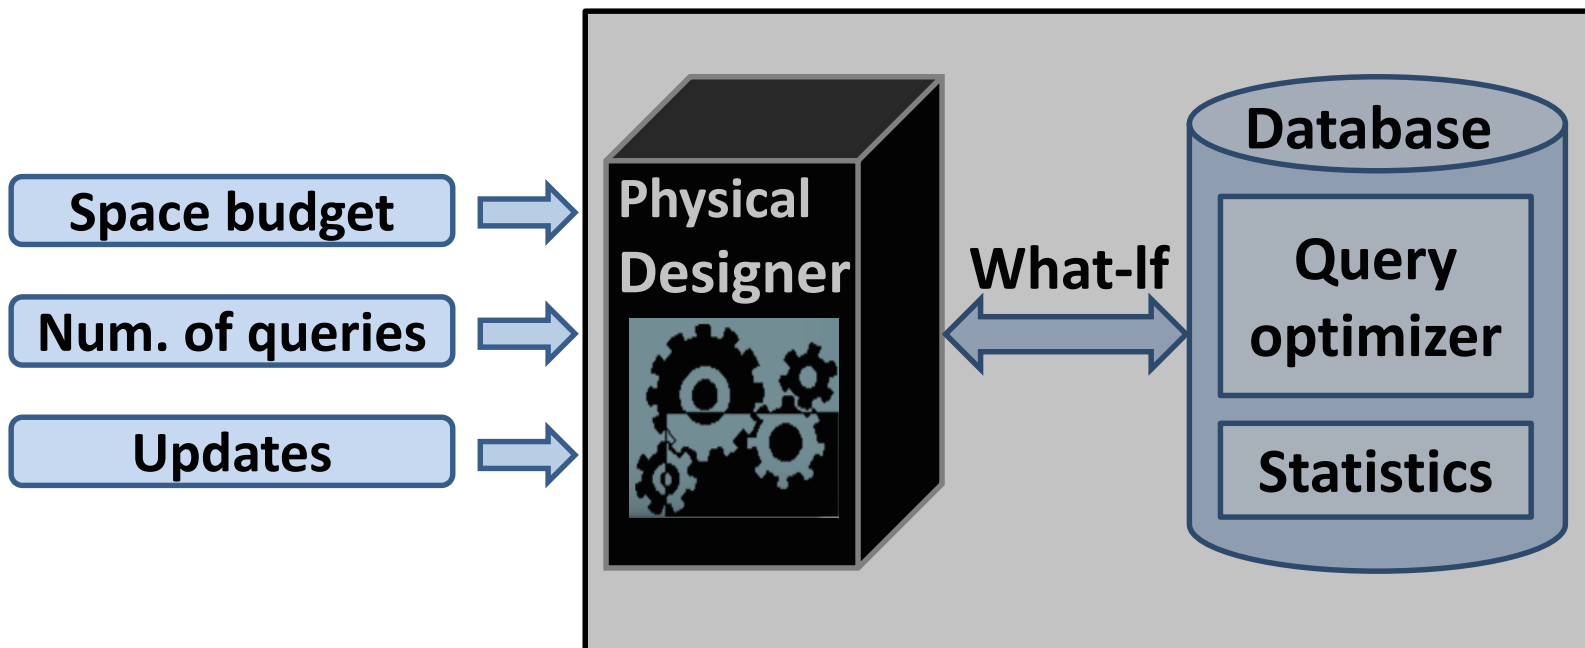 Space budget
Num. of queries
Updates
Physical
Designer
What-If
Database
Query
optimizer
Statistics